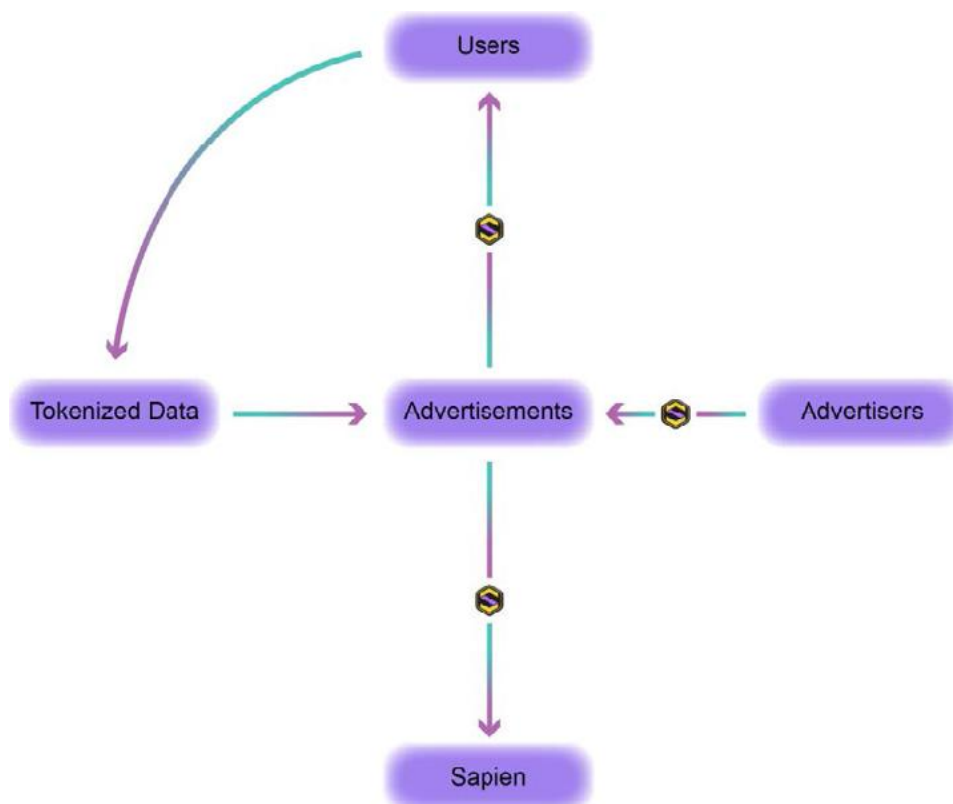 Users
Tokenized Data
Advertisements
Advertisers
Sapien